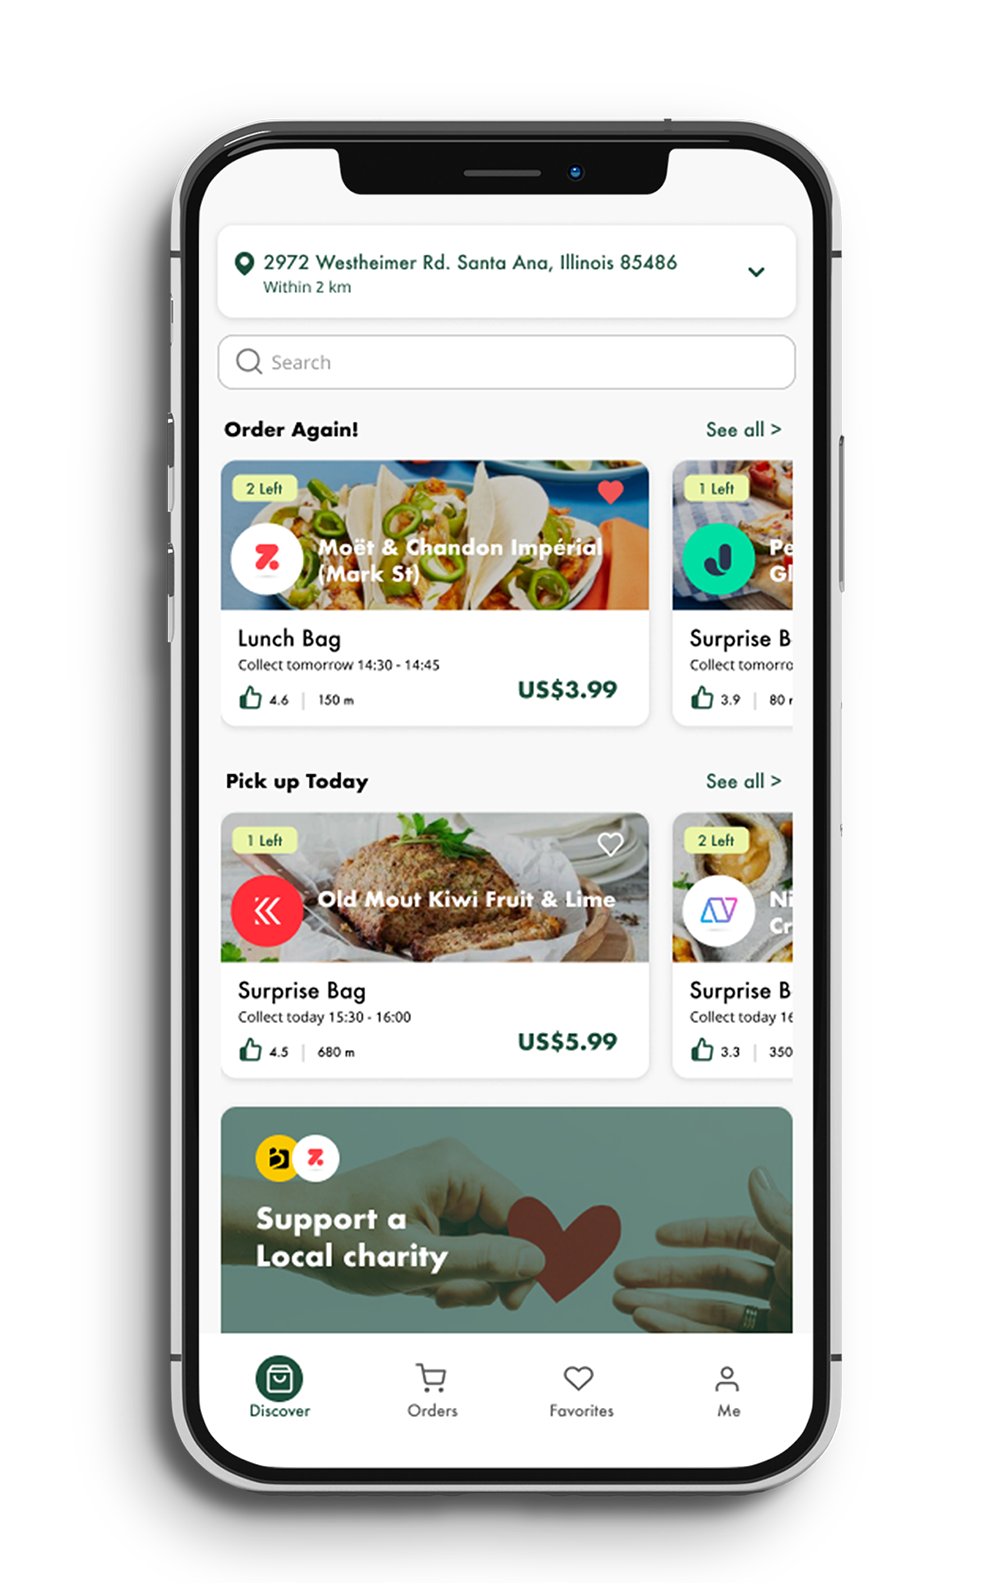 2972 Westheimer Rd. Santa Ana, Illinois 85486
Within 2 km
Search
Order Again!
See all >
2 Left
Moët & Chandon Impérial
(Mark St)
Lunch Bag
Collect tomorrow 14:30 - 14:45
4.6 | 150 m
US$3.99
1 Left
Pe
Gl
Surprise B
Collect tomorro
3.9 | 80
Pick up Today
See all >
1 Left
Old Mout Kiwi Fruit & Lime
Surprise Bag
Collect today 15:30 - 16:00
4.5 | 680 m
US$5.99
2 Left
Ni
Cr
Surprise B
Collect today 16
3.3 | 350
Support a
Local charity
Discover
Orders
Favorites
Me